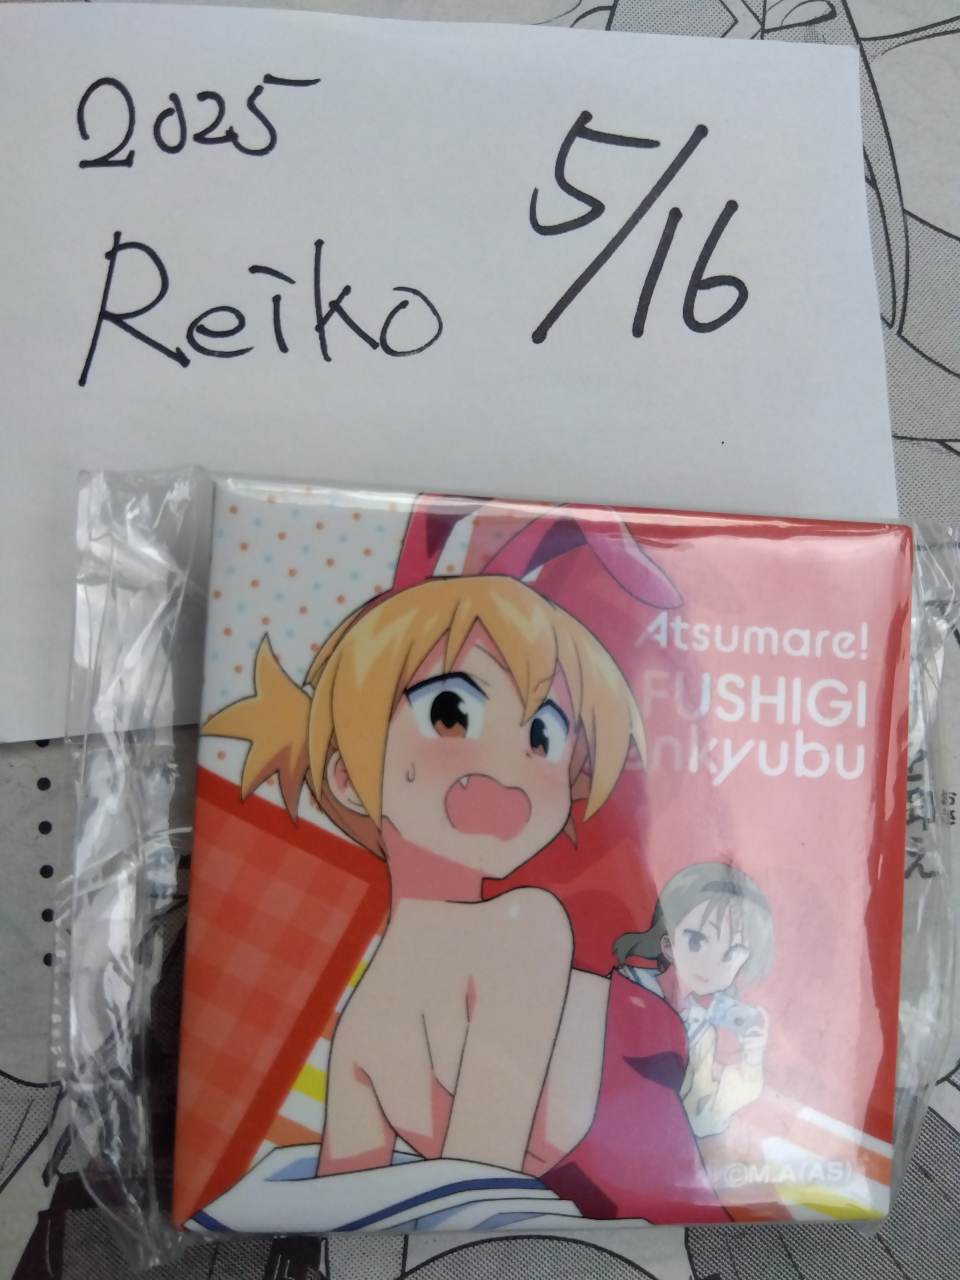 2025
5/16
Reiko
Atsumare!
FUSHIGI
nkyubu
©M.A(AS)